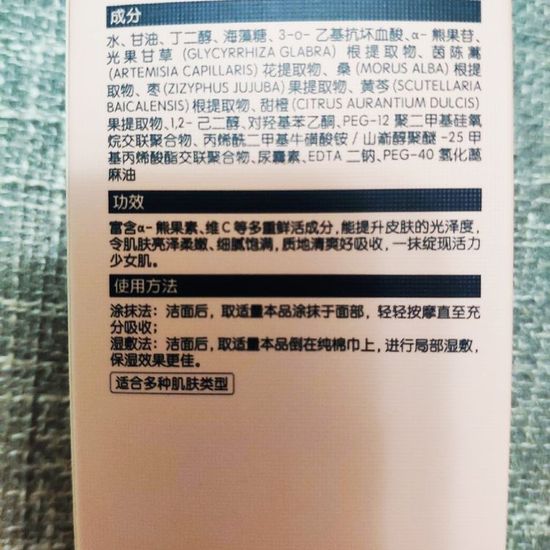 成分
水、甘油、丁二醇、海藻糖、3-o-乙基抗坏血酸、α-熊果苷、
光果甘草(GLYCYRRHIZA GLABRA)根提取物、茵陈蒿
(ARTEMISIA CAPILLARIS)花提取物、桑(MORUS ALBA)根
提取物、枣(ZIZYPHUS JUJUBA)果提取物、黄芩(SCUTELLARIA
BAICALENSIS)根提取物、甜橙(CITRUS AURANTIUM DULCIS)
果提取物、1,2-己二醇、对羟基苯乙酮、PEG-12聚二甲基硅氧
烷交联聚合物、丙烯酰二甲基牛磺酸铵/山嵛醇聚醚-25甲
基丙烯酸酯交联聚合物、尿囊素、EDTA二钠、PEG-40氢化蓖
麻油
功效
富含α-熊果素、维C等多重鲜活成分,能提升皮肤的光泽度,
令肌肤亮泽柔嫩、细腻饱满,质地清爽好吸收,一抹绽现活力
少女肌。
使用方法
涂抹法:洁面后,取适量本品涂抹于面部,轻轻按摩直至充
分吸收;
湿敷法:洁面后,取适量本品倒在纯棉巾上,进行局部湿敷,
保湿效果更佳。
适合多种肌肤类型